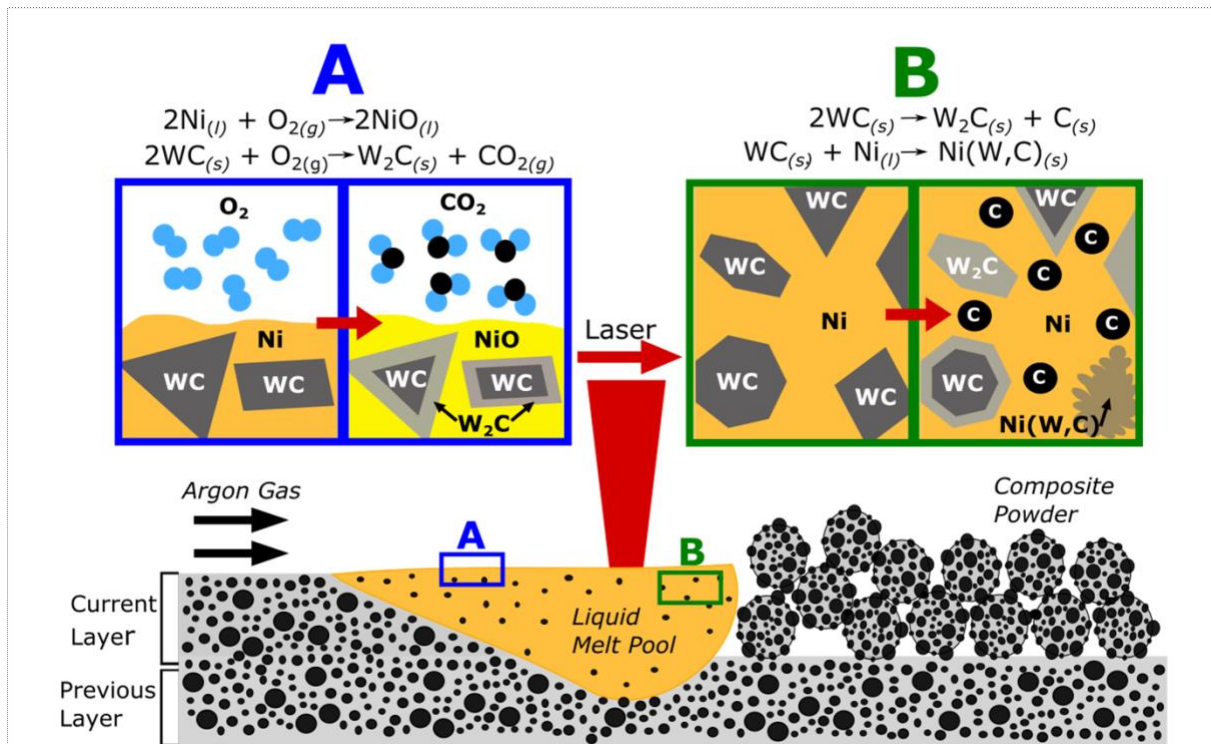 A
2Ni(l) + O2(g)→2NiO(l)
2WC(s) + O2(g)→W2C(s) + CO2(g)
O2
Ni
WC
WC
CO2
NiO
WC
WC
W2C
Laser
B
2WC(s)→W2C(s) + C(s)
WC(s) + Ni(l)→ Ni(W,C)(s)
WC
WC
Ni
WC
WC
WC
C
C
W2C
C
C
Ni
C
WC
C
Ni(W,C)
Argon Gas
A
B
Composite
Powder
Current
Layer
Liquid
Melt Pool
Previous
Layer